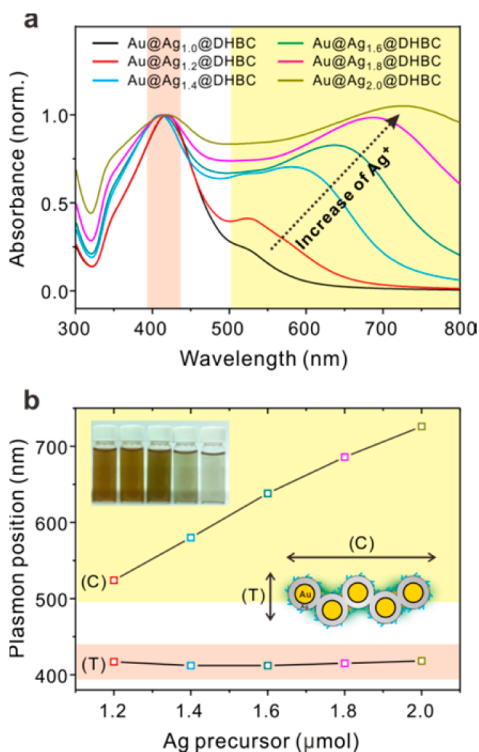 a
Au@Ag1.0@DHBC
Au@Ag1.2@DHBC
Au@Ag1.4@DHBC
Au@Ag1.6@DHBC
Au@Ag1.8@DHBC
Au@Ag2.0@DHBC
Absorbance (norm.)
1.0
0.5
0.0
Increase of Ag+
300 400 500 600 700 800
Wavelength (nm)
b
Plasmon position (nm)
700
600
500
400
(C)
(T)
(C)
(T)
Au
Ag
1.2 1.4 1.6 1.8 2.0
Ag precursor (μmol)